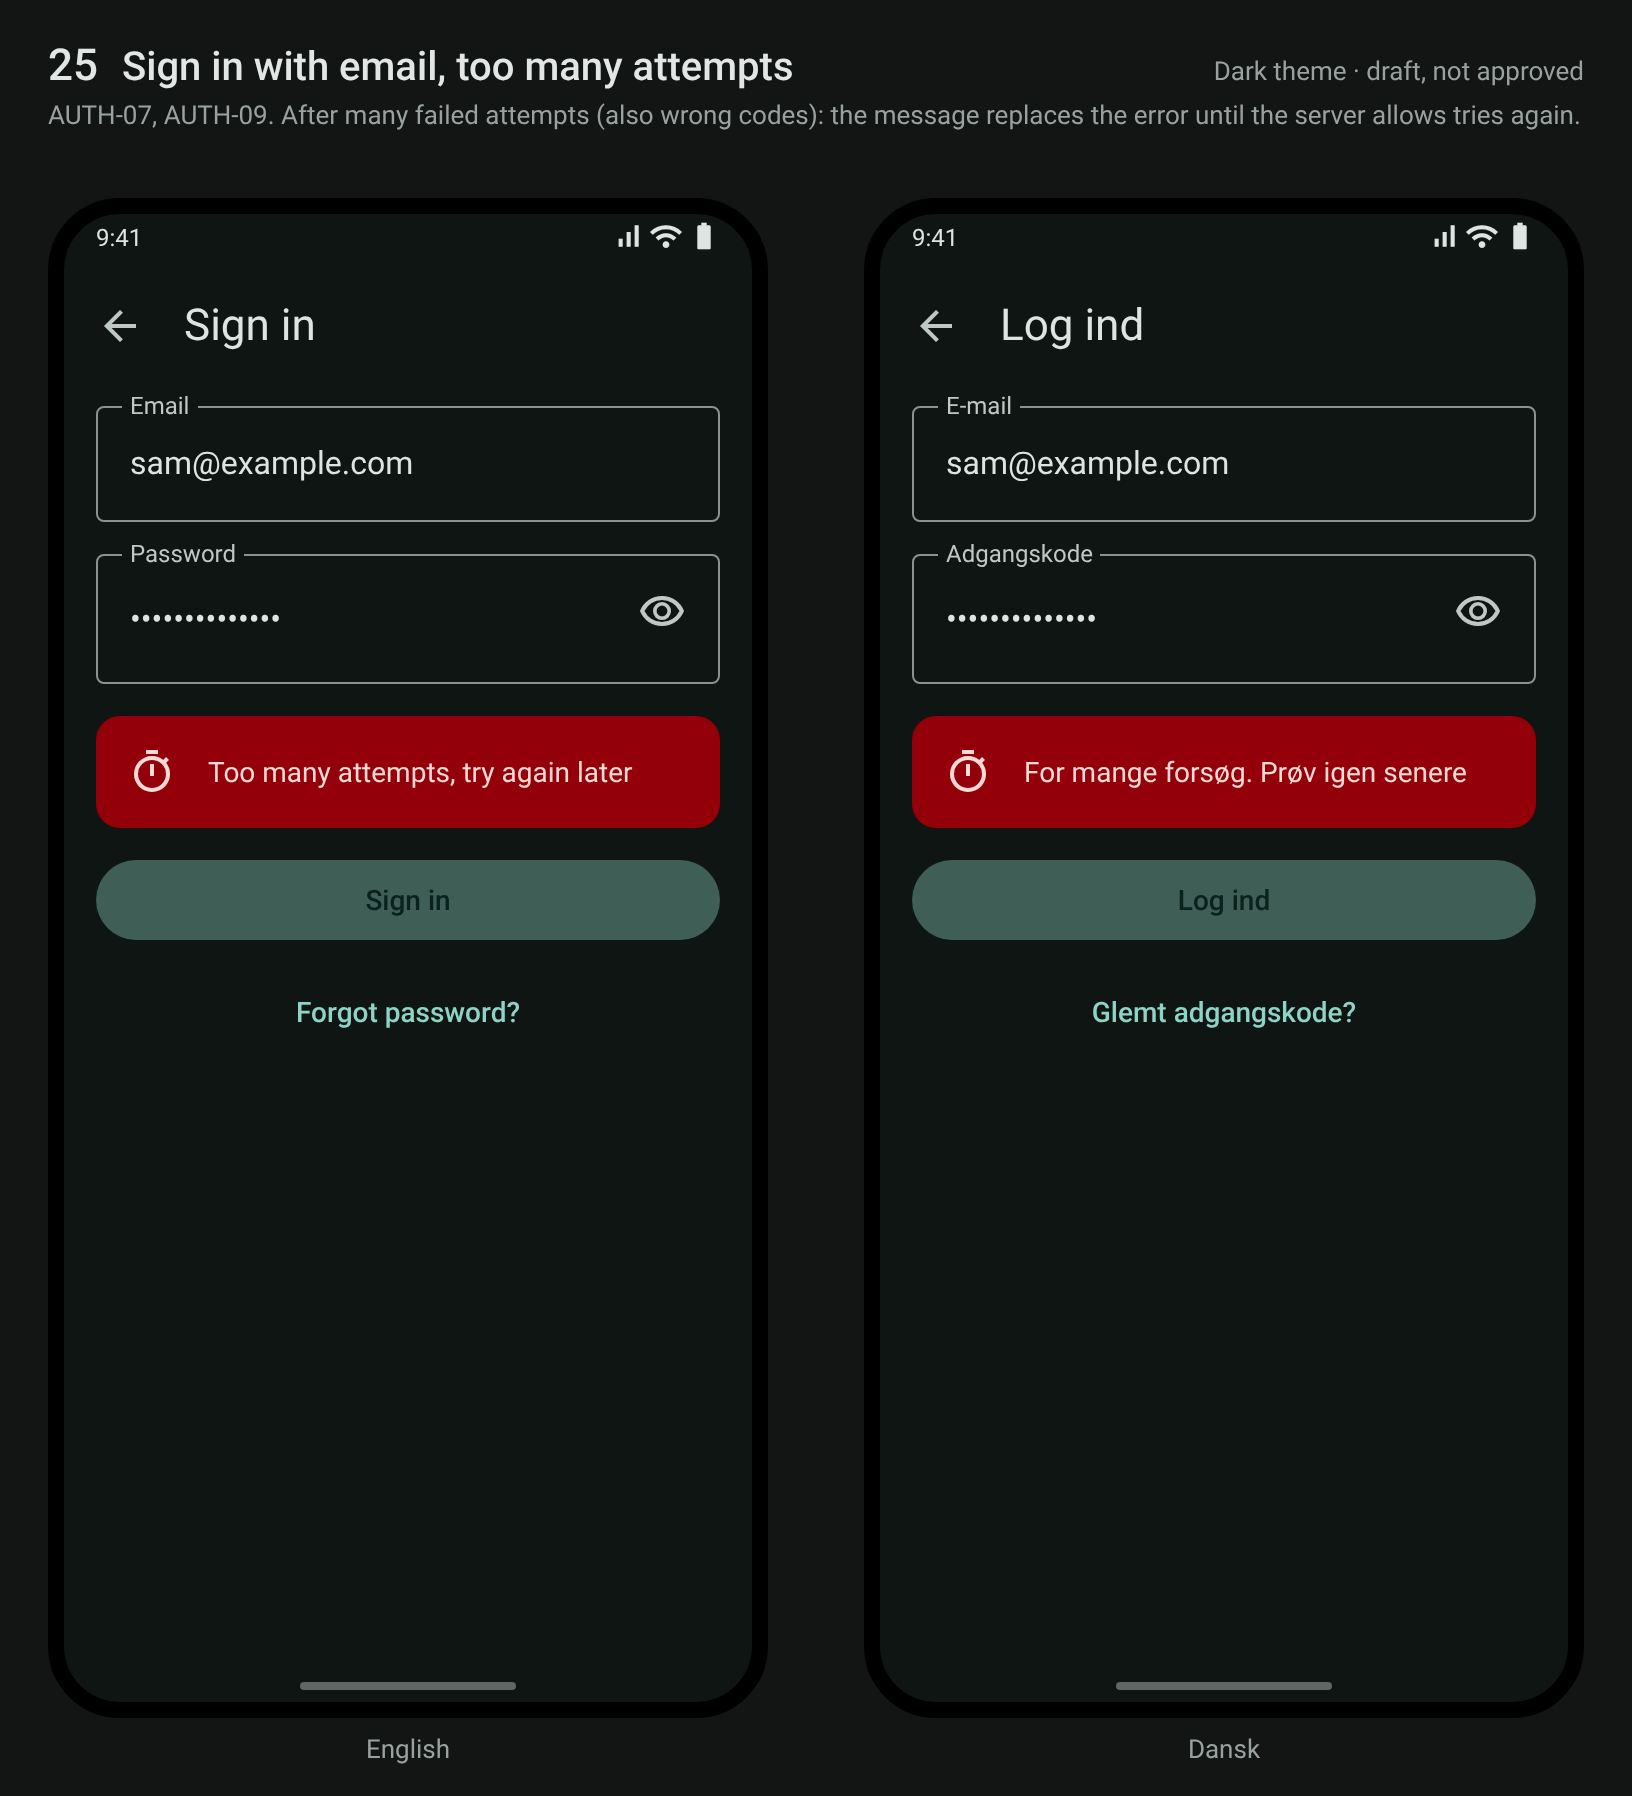 25 Sign in with email, too many attempts
Dark theme · draft, not approved
AUTH-07, AUTH-09. After many failed attempts (also wrong codes): the message replaces the error until the server allows tries again.
9:41
Sign in
Email
sam@example.com
Password
••••••••••••••
Too many attempts, try again later
Sign in
Forgot password?
English
9:41
Log ind
E-mail
sam@example.com
Adgangskode
••••••••••••••
For mange forsøg. Prøv igen senere
Log ind
Glemt adgangskode?
Dansk